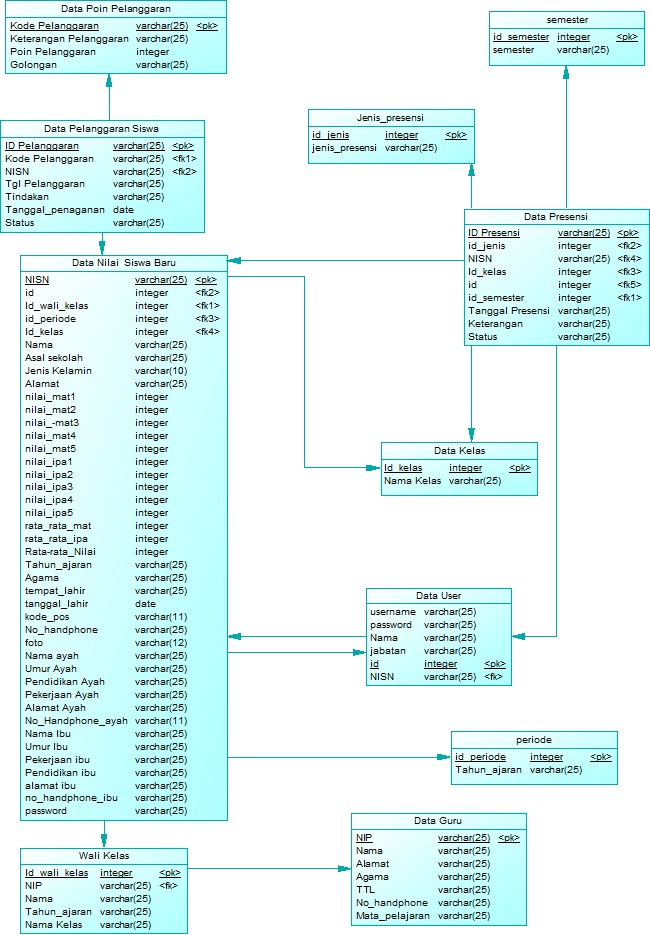 Data Poin Pelanggaran
Kode Pelanggaran varchar(25) <pk>
Keterangan Pelanggaran varchar(25)
Poin Pelanggaran integer
Golongan varchar(25)
semester
id_semester integer <pk>
semester varchar(25)
Jenis_presensi
id_jenis integer <pk>
jenis_presensi varchar(25)
Data Pelanggaran Siswa
ID Pelanggaran varchar(25) <pk>
Kode Pelanggaran varchar(25) <fk1>
NISN varchar(25) <fk2>
Tgl Pelanggaran varchar(25)
Tindakan varchar(25)
Tanggal_penaganan date
Status varchar(25)
Data Presensi
ID Presensi varchar(25) <pk>
id_jenis integer <fk2>
NISN varchar(25) <fk4>
Id_kelas integer <fk3>
id integer <fk5>
id_semester integer <fk1>
Tanggal Presensi varchar(25)
Keterangan varchar(25)
Status varchar(25)
Data Nilai Siswa Baru
NISN varchar(25) <pk>
id integer <fk2>
Id_wali_kelas integer <fk1>
id_periode integer <fk3>
Id_kelas integer <fk4>
Nama varchar(25)
Asal sekolah varchar(25)
Jenis Kelamin varchar(10)
Alamat varchar(25)
nilai_mat1 integer
nilai_mat2 integer
nilai_-mat3 integer
nilai_mat4 integer
nilai_mat5 integer
nilai_ipa1 integer
nilai_ipa2 integer
nilai_ipa3 integer
nilai_ipa4 integer
nilai_ipa5 integer
rata_rata_mat integer
rata_rata_ipa integer
Rata-rata_Nilai integer
Tahun_ajaran varchar(25)
Agama varchar(25)
tempat_lahir varchar(25)
tanggal_lahir date
kode_pos varchar(11)
No_handphone varchar(25)
foto varchar(12)
Nama ayah varchar(25)
Umur Ayah varchar(25)
Pendidikan Ayah varchar(25)
Pekerjaan Ayah varchar(25)
Alamat Ayah varchar(25)
No_Handphone_ayah varchar(11)
Nama Ibu varchar(25)
Umur Ibu varchar(25)
Pekerjaan ibu varchar(25)
Pendidikan ibu varchar(25)
alamat ibu varchar(25)
no_handphone_ibu varchar(25)
password varchar(25)
Data Kelas
Id_kelas integer <pk>
Nama Kelas varchar(25)
Data User
username varchar(25)
password varchar(25)
Nama varchar(25)
jabatan varchar(25)
id integer <pk>
NISN varchar(25) <fk>
periode
id_periode integer <pk>
Tahun_ajaran varchar(25)
Data Guru
NIP varchar(25) <pk>
Nama varchar(25)
Alamat varchar(25)
Agama varchar(25)
TTL varchar(25)
No_handphone varchar(25)
Mata_pelajaran varchar(25)
Wali Kelas
Id_wali_kelas integer <pk>
NIP varchar(25) <fk>
Nama varchar(25)
Tahun_ajaran varchar(25)
Nama Kelas varchar(25)